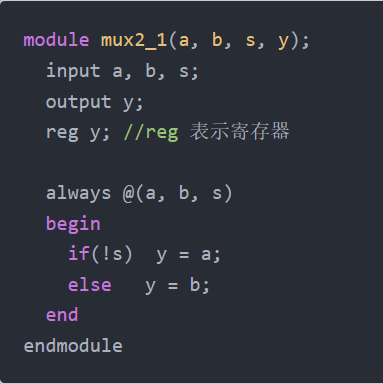 module mux2_1(a, b, s, y);
input a, b, s;
output y;
reg y; //reg 表示寄存器
always @(a, b, s)
begin
if(!s) y = a;
else y = b;
end
endmodule